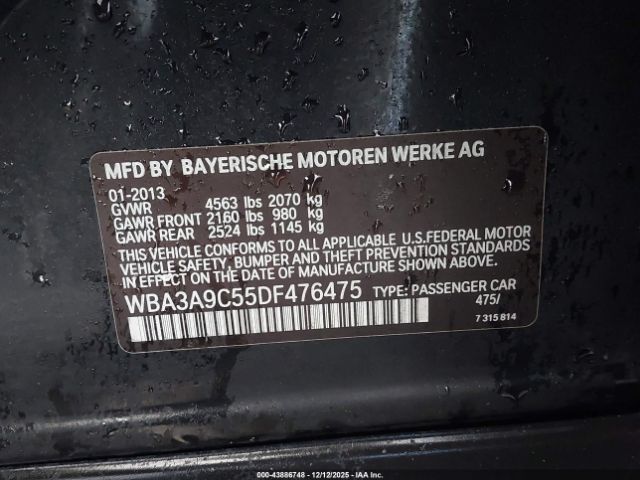 MFD BY BAYERISCHE MOTOREN WERKE AG
01-2013
GVWR 4563 lbs 2070 kg
GAWR FRONT 2160 lbs 980 kg
GAWR REAR 2524 lbs 1145 kg
THIS VEHICLE CONFORMS TO ALL APPLICABLE U.S.FEDERAL MOTOR
VEHICLE SAFETY, BUMPER AND THEFT PREVENTION STANDARDS
IN EFFECT ON THE DATE OF MANUFACTURE SHOWN ABOVE.
WBA3A9C55DF476475 TYPE: PASSENGER CAR
475/
7 315 814
000-43886748 - 12/12/2025 - IAA Inc.